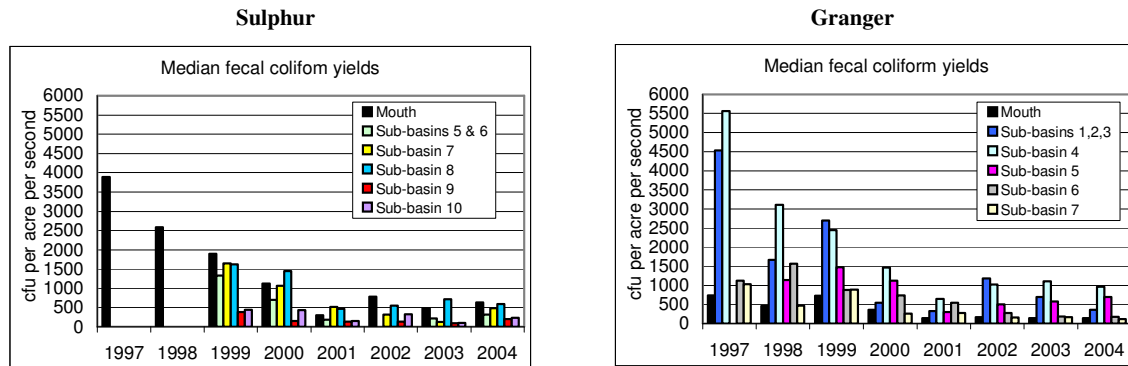 Sulphur
Median fecal colifom yields
cfu per acre per second
6000
5500
5000
4500
4000
3500
3000
2500
2000
1500
1000
500
0
Mouth
Sub-basins 5 & 6
Sub-basin 7
Sub-basin 8
Sub-basin 9
Sub-basin 10
1997 1998 1999 2000 2001 2002 2003 2004
Granger
Median fecal coliform yields
cfu per acre per second
6000
5500
5000
4500
4000
3500
3000
2500
2000
1500
1000
500
0
Mouth
Sub-basins 1,2,3
Sub-basin 4
Sub-basin 5
Sub-basin 6
Sub-basin 7
1997 1998 1999 2000 2001 2002 2003 2004